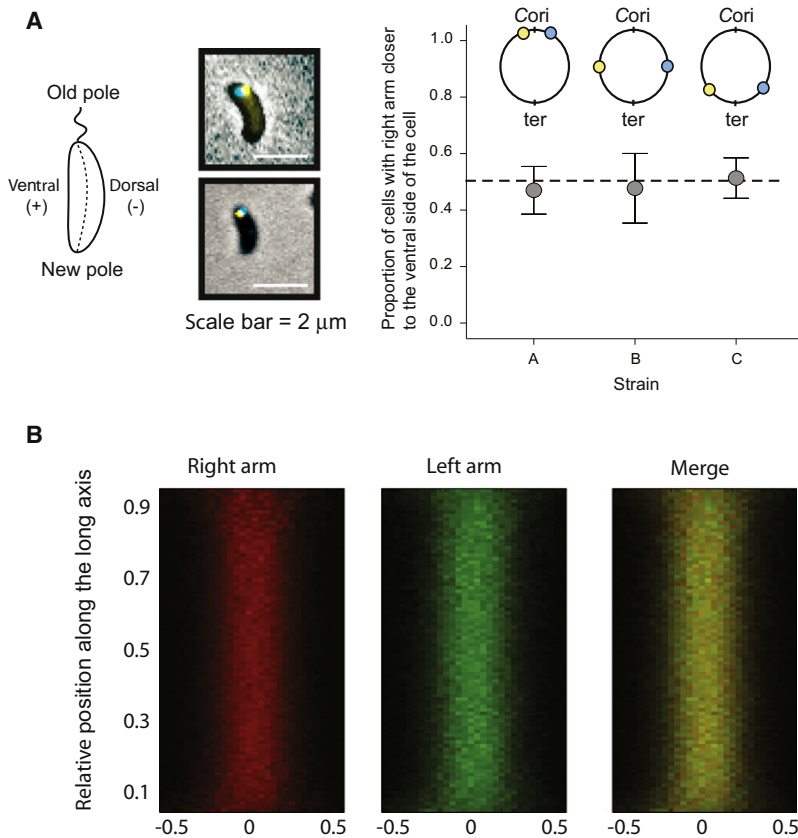 A
Old pole
Ventral
(+)
Dorsal
(-)
New pole
Scale bar = 2 μm
Proportion of cells with right arm closer
to the ventral side of the cell
1.0
0.8
0.6
0.4
0.2
0.0
Cori
Cori
Cori
ter
ter
ter
A
B
C
Strain
B
Right arm
Left arm
Merge
Relative position along the long axis
0.9
0.7
0.5
0.3
0.1
-0.5 0 0.5
-0.5 0 0.5
-0.5 0 0.5